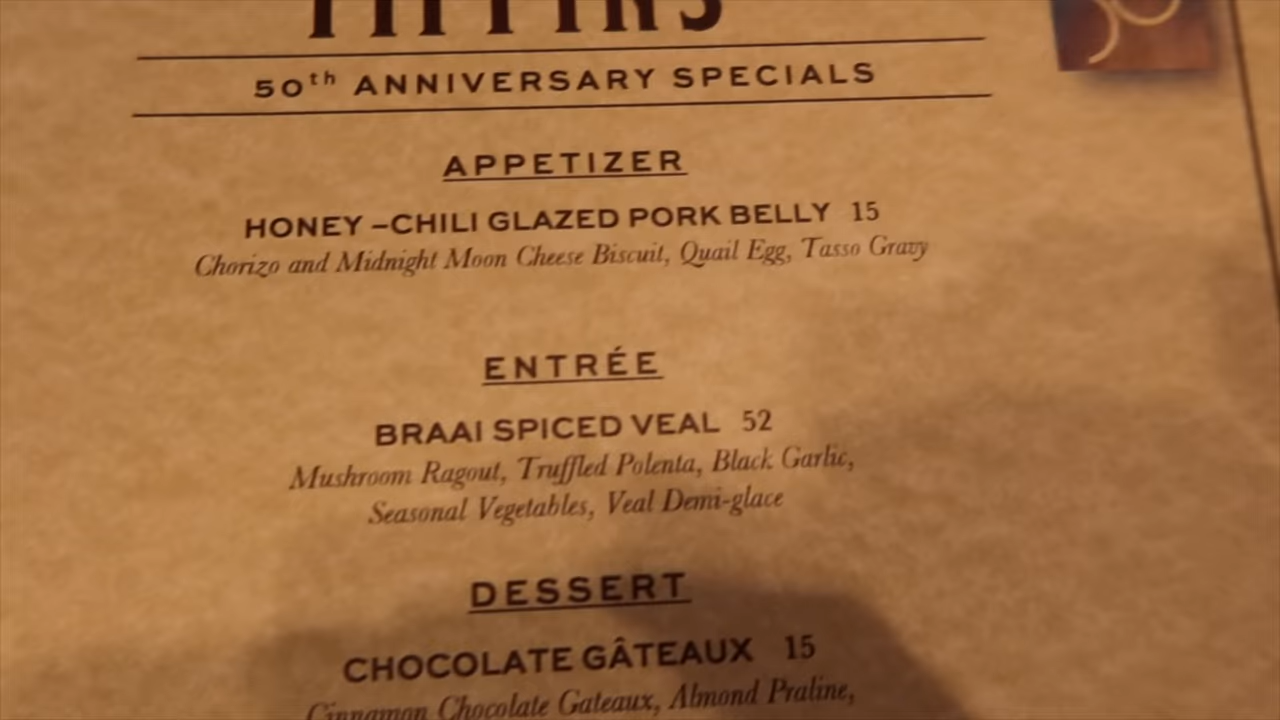 TIFFINS
50th ANNIVERSARY SPECIALS
APPETIZER
HONEY –CHILI GLAZED PORK BELLY 15
Chorizo and Midnight Moon Cheese Biscuit, Quail Egg, Tasso Gravy
ENTRÉE
BRAAI SPICED VEAL 52
Mushroom Ragout, Truffled Polenta, Black Garlic,
Seasonal Vegetables, Veal Demi-glace
DESSERT
CHOCOLATE GÂTEAUX 15
Cinnamon Chocolate Gateaux, Almond Praline,